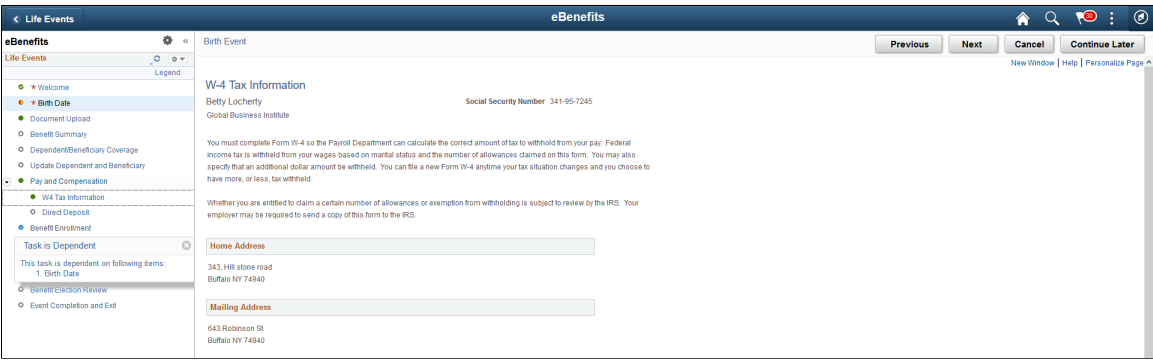 Life Events
eBenefits
30
eBenefits
«
Life Events
Legend
* Welcome
* Birth Date
Document Upload
Benefit Summary
Dependent/Beneficiary Coverage
Update Dependent and Beneficiary
Pay and Compensation
W4 Tax Information
Direct Deposit
Benefit Enrollment
Task is Dependent
This task is dependent on following items:
1. Birth Date
Benefit Election Review
Event Completion and Exit
Birth Event
Previous
Next
Cancel
Continue Later
New Window | Help | Personalize Page
W-4 Tax Information
Betty Locherty
Social Security Number 341-95-7245
Global Business Institute
You must complete Form W-4 so the Payroll Department can calculate the correct amount of tax to withhold from your pay. Federal
income tax is withheld from your wages based on marital status and the number of allowances claimed on this form. You may also
specify that an additional dollar amount be withheld. You can file a new Form W-4 anytime your tax situation changes and you choose to
have more, or less, tax withheld.
Whether you are entitled to claim a certain number of allowances or exemption from withholding is subject to review by the IRS. Your
employer may be required to send a copy of this form to the IRS.
Home Address
343, Hill stone road
Buffalo NY 74940
Mailing Address
643 Robinson St
Buffalo NY 74940